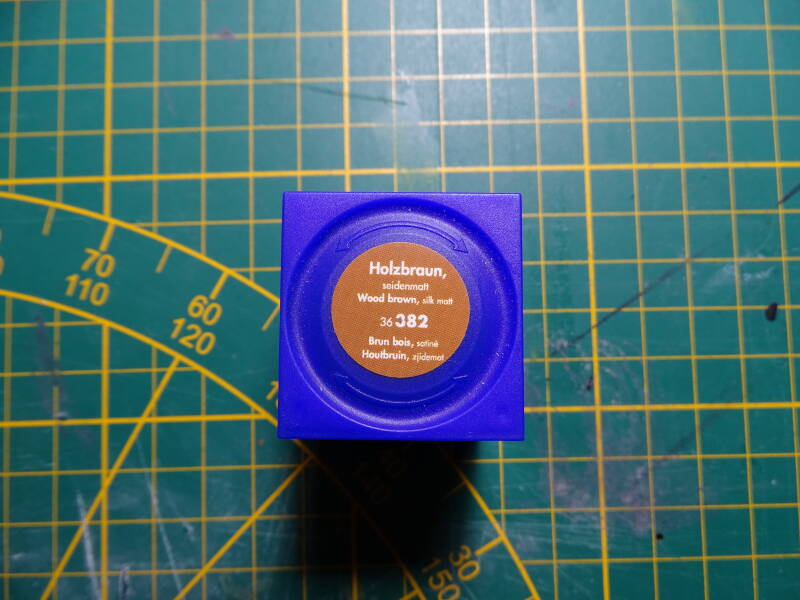 Holzbraun,
seidenmatt
Wood brown, silk matt
36 382
Brun bois, satiné
Houtbruin, zijdemat
70
110
60
120
140
30
150